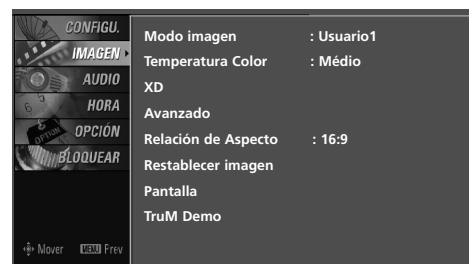 CONFIGU.
IMAGEN
AUDIO
HORA
OPCIÓN
BLOQUEAR
Mover MENU Prev
Modo imagen : Usuario1
Temperatura Color : Médio
XD
Avanzado
Relación de Aspecto : 16:9
Restablecer imagen
Pantalla
TruM Demo